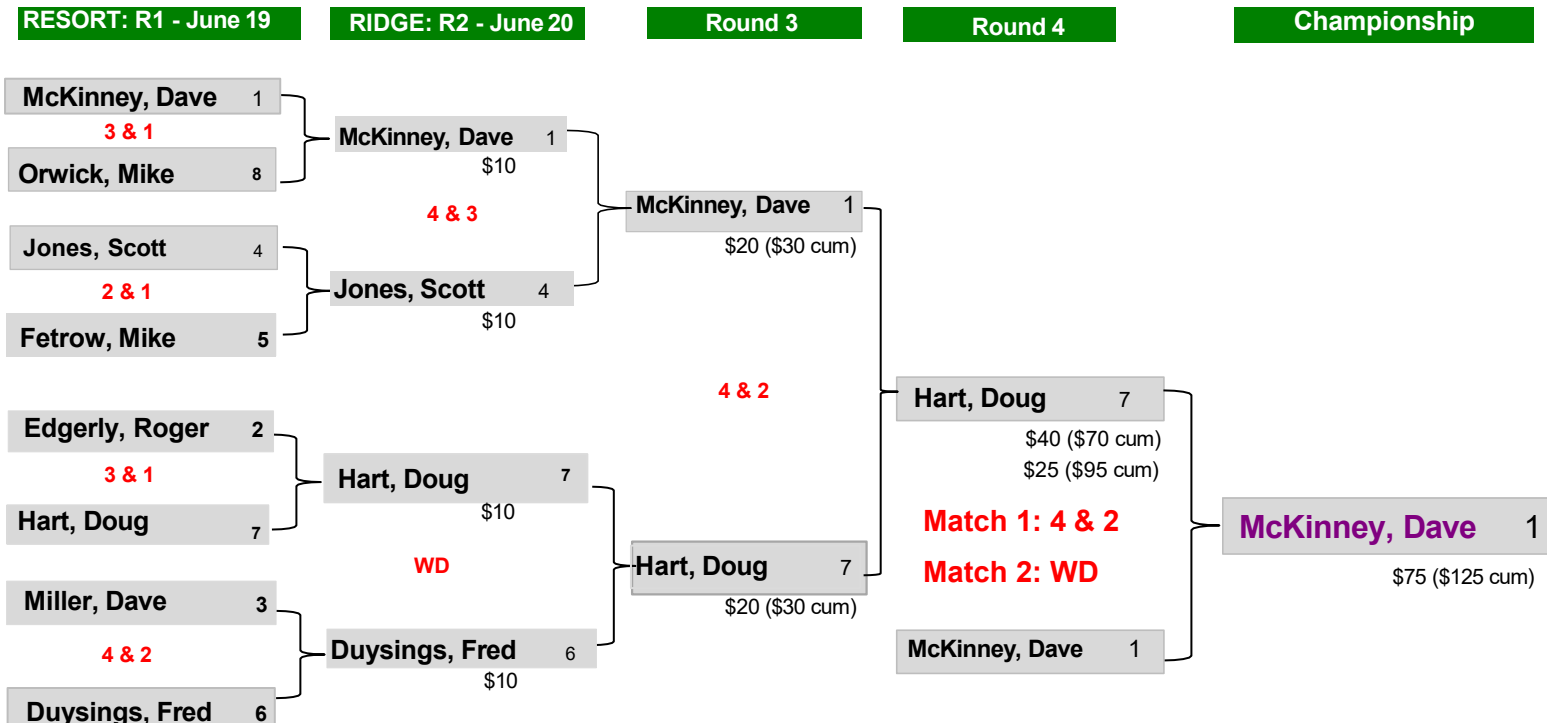 RESORT: R1 - June 19
RIDGE: R2 - June 20
Round 3
Round 4
Championship
McKinney, Dave 1
3 & 1
Orwick, Mike 8
Jones, Scott 4
2 & 1
Fetrow, Mike 5
Edgerly, Roger 2
3 & 1
Hart, Doug 7
Miller, Dave 3
4 & 2
Duysings, Fred 6
McKinney, Dave 1
$10
4 & 3
Jones, Scott 4
$10
Hart, Doug 7
$10
WD
Duysings, Fred 6
$10
McKinney, Dave 1
$20 ($30 cum)
4 & 2
Hart, Doug 7
$20 ($30 cum)
Hart, Doug 7
$40 ($70 cum)
$25 ($95 cum)
Match 1: 4 & 2
Match 2: WD
McKinney, Dave 1
McKinney, Dave 1
$75 ($125 cum)